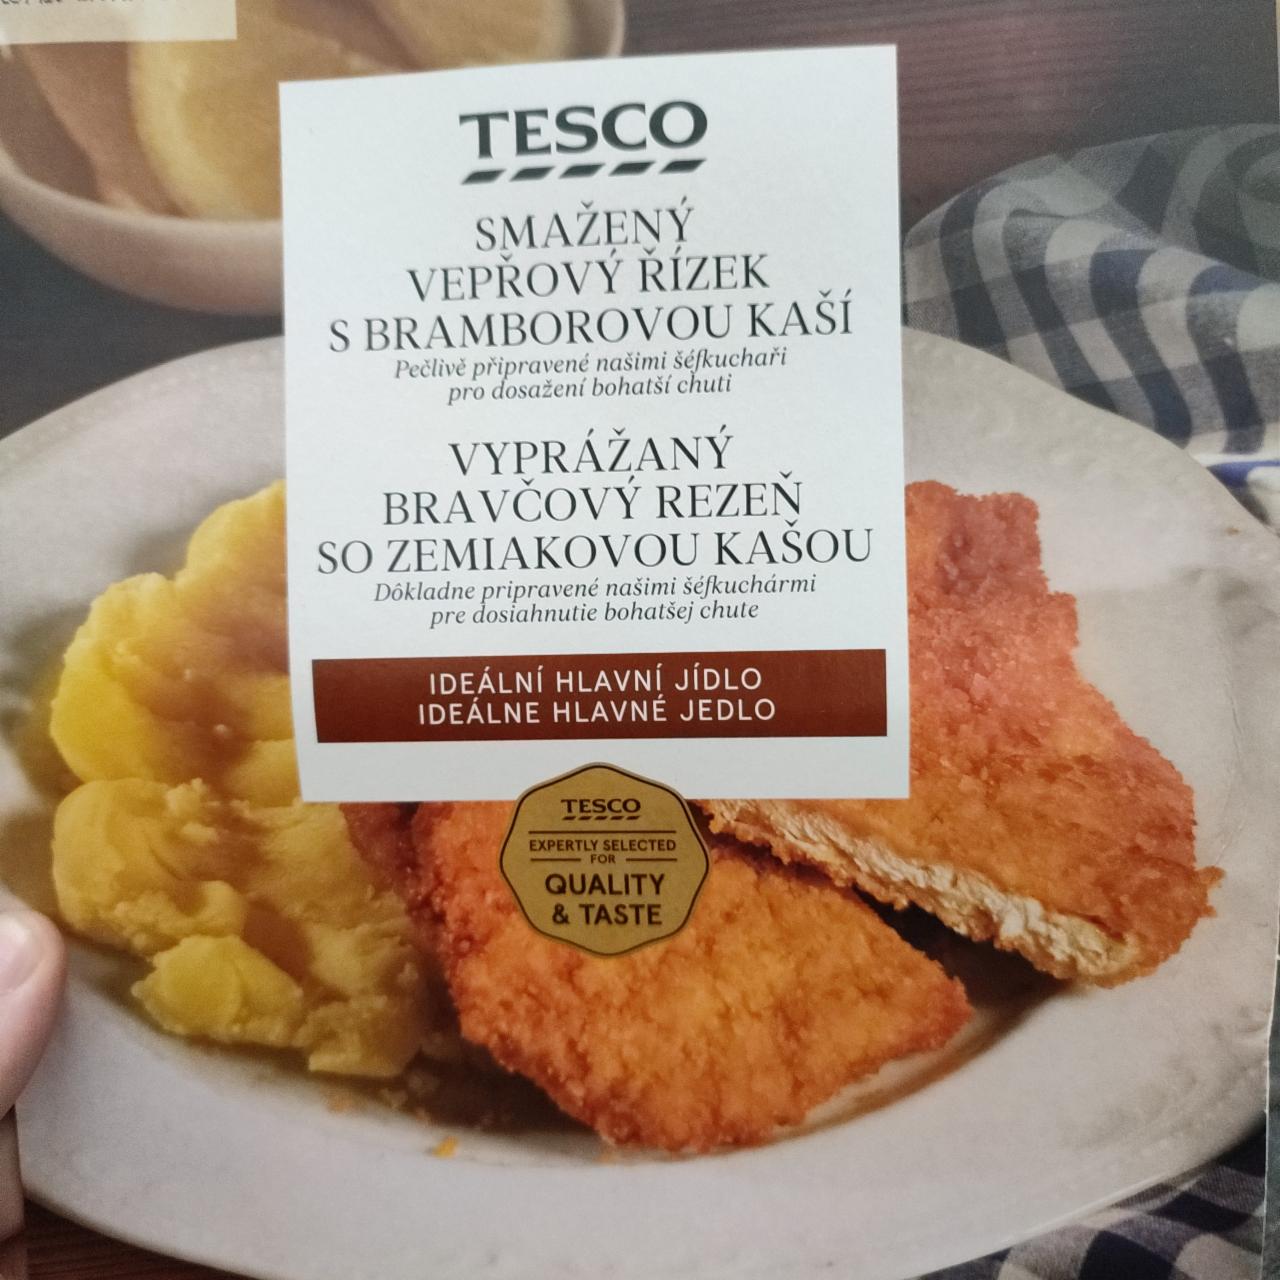 TESCO
SMAŽENÝ
VEPŘOVÝ ŘÍZEK
S BRAMBOROVOU KAŠÍ
Pečlivě připravené našimi šéfkuchaři
pro dosažení bohatší chuti
VYPRÁŽANÝ
BRAVČOVÝ REZEŇ
SO ZEMIAKOVOU KAŠOU
Dôkladne pripravené našimi šéfkuchármi
pre dosiahnutie bohatšej chute
IDEÁLNÍ HLAVNÍ JÍDLO
IDEÁLNE HLAVNÉ JEDLO
TESCO
EXPERTLY SELECTED
FOR
QUALITY
& TASTE